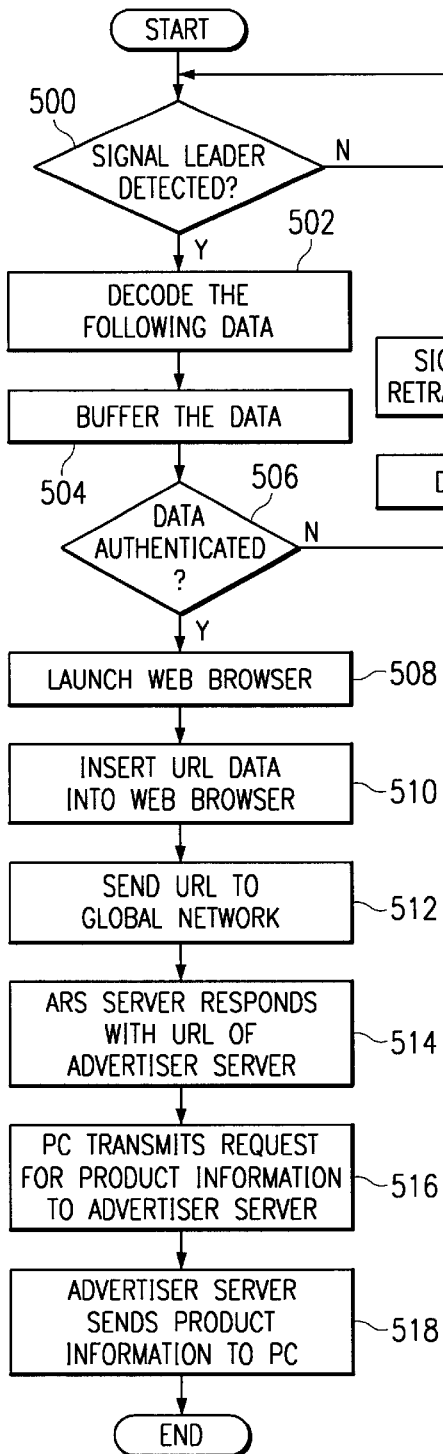 START
500
SIGNAL LEADER
DETECTED?
N
Y
502
DECODE THE
FOLLOWING DATA
BUFFER THE DATA
504
506
DATA
AUTHENTICATED
?
N
Y
LAUNCH WEB BROWSER
508
INSERT URL DATA
INTO WEB BROWSER
510
SEND URL TO
GLOBAL NETWORK
512
ARS SERVER RESPONDS
WITH URL OF
ADVERTISER SERVER
514
PC TRANSMITS REQUEST
FOR PRODUCT INFORMATION
TO ADVERTISER SERVER
516
ADVERTISER SERVER
SENDS PRODUCT
INFORMATION TO PC
518
END